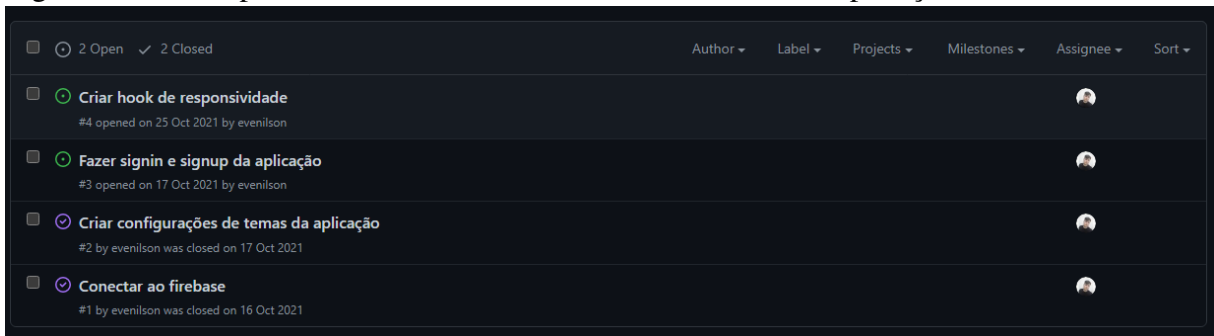 2 Open 2 Closed Author Label Projects Milestones Assignee Sort
Criar hook de responsividade
#4 opened on 25 Oct 2021 by evenilson
Fazer signin e signup da aplicação
#3 opened on 17 Oct 2021 by evenilson
Criar configurações de temas da aplicação
#2 by evenilson was closed on 17 Oct 2021
Conectar ao firebase
#1 by evenilson was closed on 16 Oct 2021